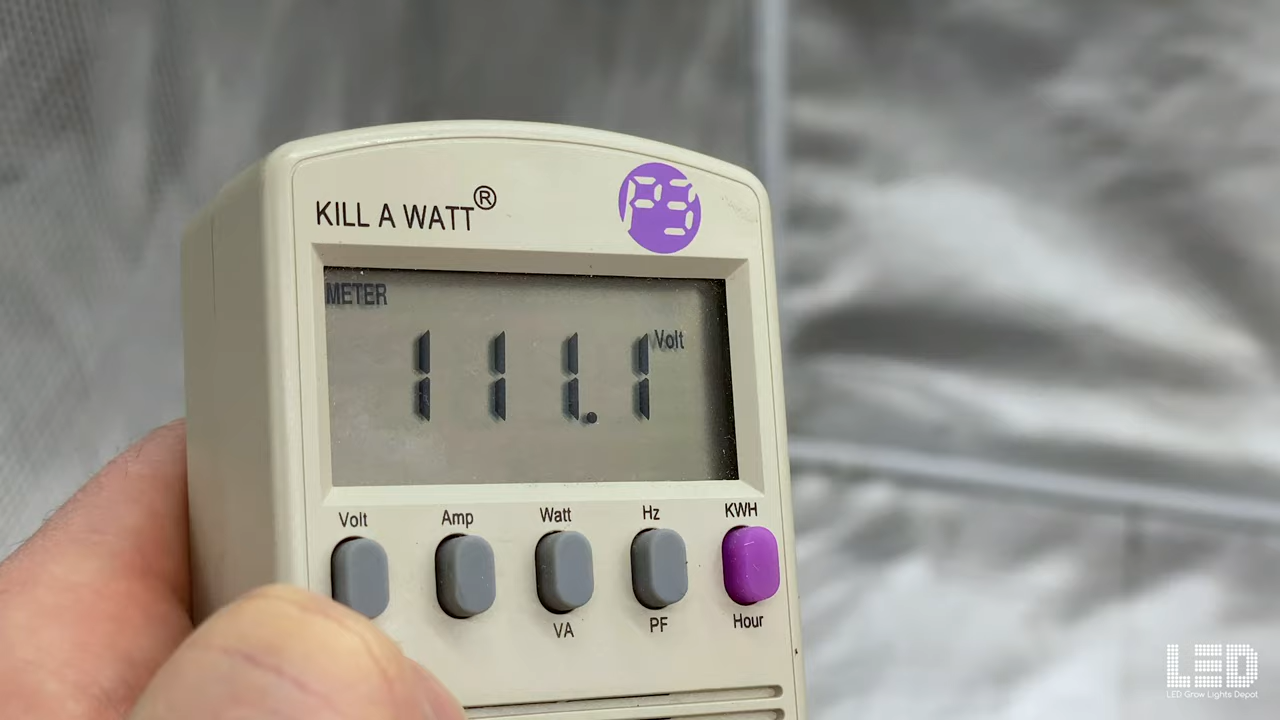 KILL A WATT®
P3
METER
111.1 Volt
Volt Amp Watt Hz KWH
VA PF Hour
LED
LED Grow Lights Depot